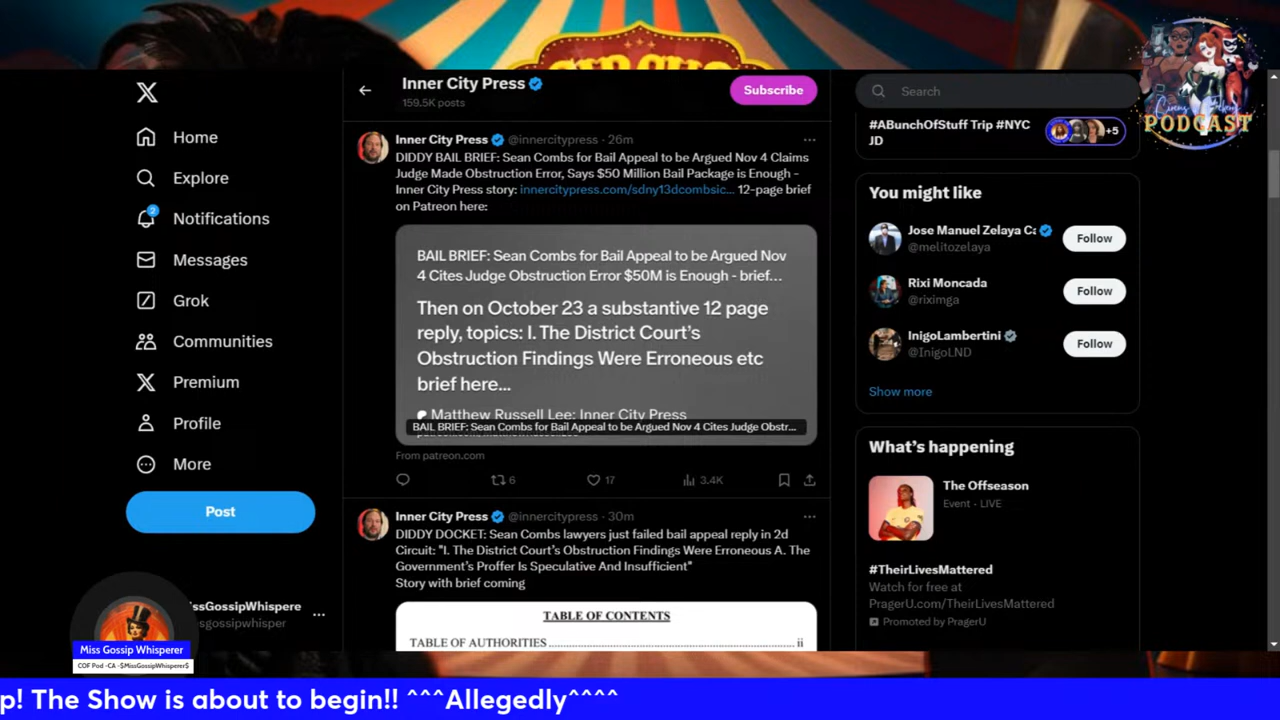 Home
Explore
2
Notifications
Messages
Grok
Communities
Premium
Profile
More
Post
Miss Gossip Whisperer
COF Pod -CA -$MissGossipWhisperer$
Inner City Press
159.5K posts
Subscribe
Inner City Press @innercitypress · 26m
DIDDY BAIL BRIEF: Sean Combs for Bail Appeal to be Argued Nov 4 Claims
Judge Made Obstruction Error, Says $50 Million Bail Package is Enough -
Inner City Press story: innercitypress.com/sdny13dcombsic... 12-page brief
on Patreon here:
BAIL BRIEF: Sean Combs for Bail Appeal to be Argued Nov
4 Cites Judge Obstruction Error $50M is Enough - brief...
Then on October 23 a substantive 12 page
reply, topics: I. The District Court's
Obstruction Findings Were Erroneous etc
brief here...
Matthew Russell Lee: Inner City Press
BAIL BRIEF: Sean Combs for Bail Appeal to be Argued Nov 4 Cites Judge Obstr...
From patreon.com
6
17
3.4K
Inner City Press @innercitypress · 30m
DIDDY DOCKET: Sean Combs lawyers just failed bail appeal reply in 2d
Circuit: "I. The District Court's Obstruction Findings Were Erroneous A. The
Government's Proffer Is Speculative And Insufficient"
Story with brief coming
TABLE OF CONTENTS
TABLE OF AUTHORITIES ii
Search
#ABunchOfStuff Trip #NYC
JD
+5
You might like
Jose Manuel Zelaya
@melitozelaya
Follow
Rixi Moncada
@riximga
Follow
InigoLambertini
@InigoLND
Follow
Show more
What's happening
The Offseason
Event · LIVE
#TheirLivesMattered
Watch for free at
PragerU.com/TheirLivesMattered
Promoted by PragerU
PODCAST
p! The Show is about to begin!! ^^^Allegedly^^^^